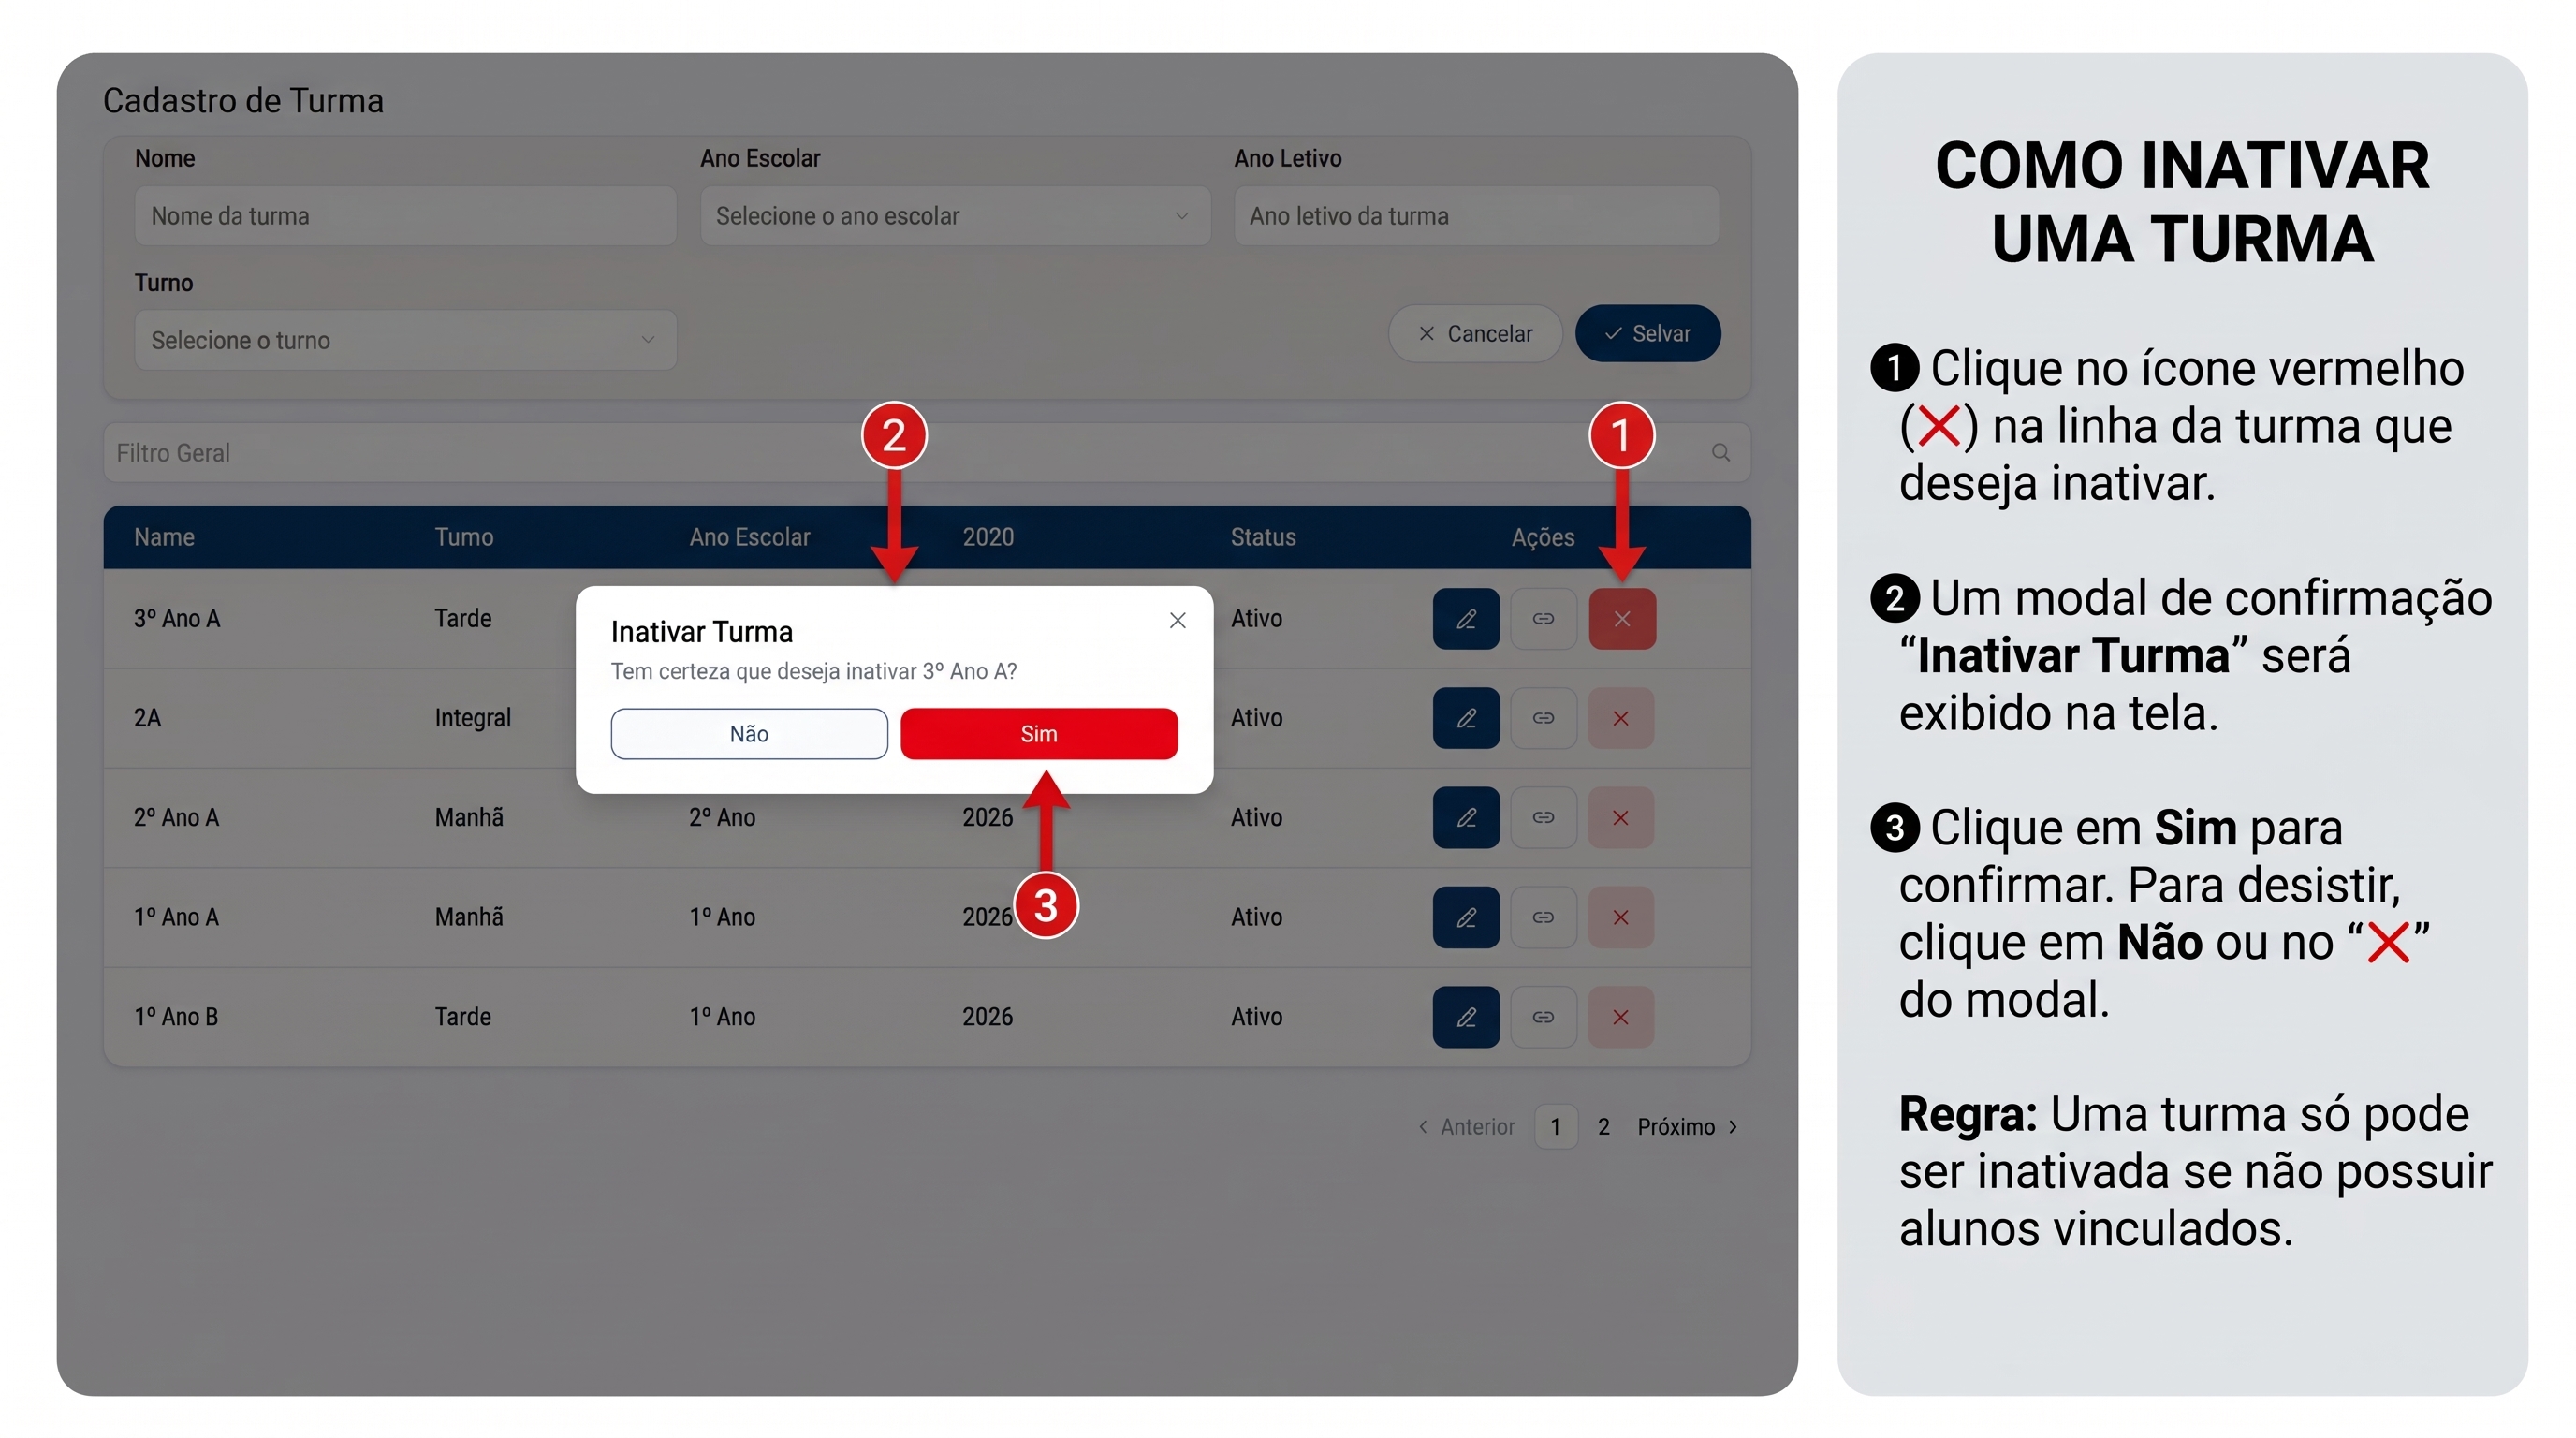 Cadastro de Turma
Nome
Ano Escolar
Ano Letivo
Nome da turma
Selecione o ano escolar
Ano letivo da turma
Turno
Selecione o turno
Cancelar
Selvar
2
1
Filtro Geral
Name
Tumo
Ano Escolar
2020
Status
Ações
3º Ano A
Tarde
Ativo
Inativar Turma
Tem certeza que deseja inativar 3º Ano A?
Não
Sim
2A
Integral
Ativo
2º Ano A
Manhã
2º Ano
2026
Ativo
1º Ano A
Manhã
1º Ano
2026
3
Ativo
1º Ano B
Tarde
1º Ano
2026
Ativo
Anterior
1
2
Próximo
COMO INATIVAR
UMA TURMA
1 Clique no ícone vermelho
(❌) na linha da turma que
deseja inativar.
2 Um modal de confirmação
“Inativar Turma” será
exibido na tela.
3 Clique em Sim para
confirmar. Para desistir,
clique em Não ou no “❌”
do modal.
Regra: Uma turma só pode
ser inativada se não possuir
alunos vinculados.